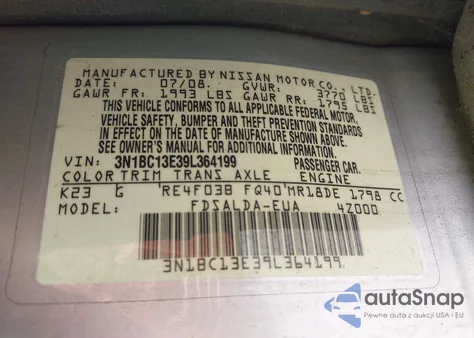 MANUFACTURED BY NISSAN MOTOR CO., LTD.
DATE: 07/08 GVWR: 3770 LBS
GAWR FR: 1993 LBS GAWR RR: 1795 LBS
THIS VEHICLE CONFORMS TO ALL APPLICABLE FEDERAL MOTOR
VEHICLE SAFETY, BUMPER AND THEFT PREVENTION STANDARDS
IN EFFECT ON THE DATE OF MANUFACTURE SHOWN ABOVE.
SEE OWNER'S MANUAL FOR ADDITIONAL INFORMATION.
VIN: 3N1BC13E39L364199 PASSENGER CAR
COLOR TRIM TRANS AXLE ENGINE
K23 G RE4F03B FQ40 MR18DE 1798 CC
MODEL: FDSALDA-EUA 4Z000
3N1BC13E39L364199
autoSnap
Pewne auta z aukcji USA i EU